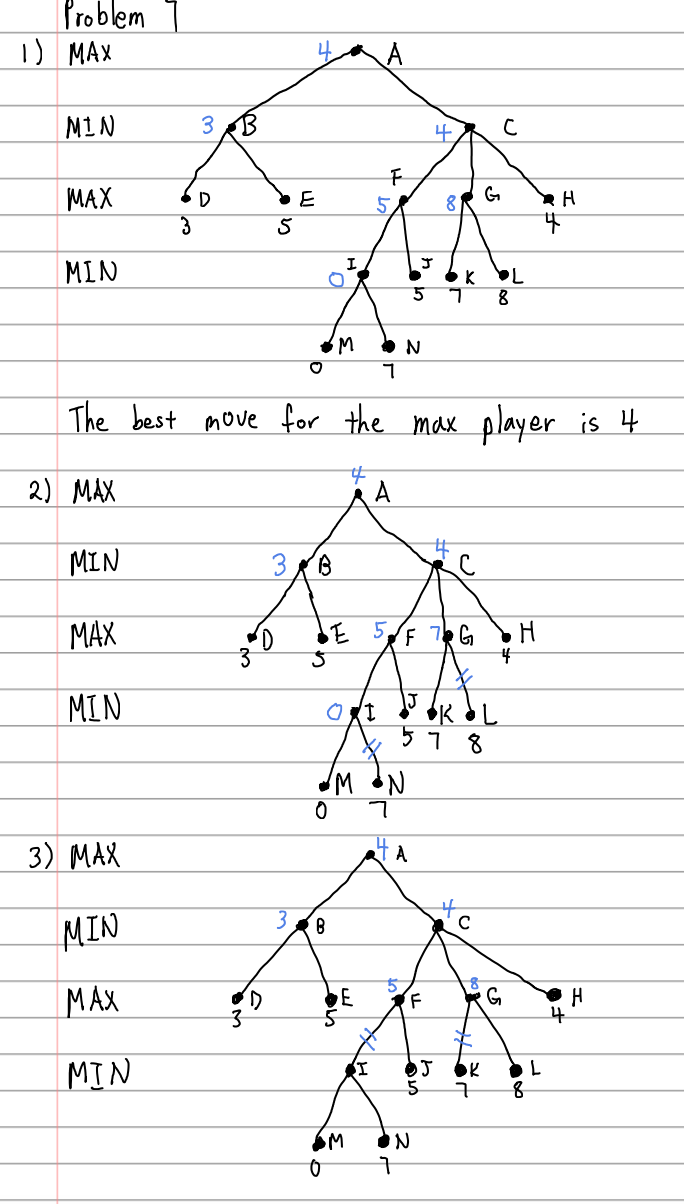 Problem 7
1) MAX 4 A
MIN 3 B 4 C
F
MAX D E 5 8 G H
3 5 4
MIN I J K L
0 5 7 8
M N
0 7
The best move for the max player is 4
4
2) MAX A
4
MIN 3 B C
MAX D E 5 F 7 G H
3 5 4
MIN 0 I J K L
5 7 8
M N
0 7
3) MAX 4 A
4
MIN 3 B C
5 8
MAX D E F G H
3 5 4
MIN I J K L
5 7 8
M N
0 7